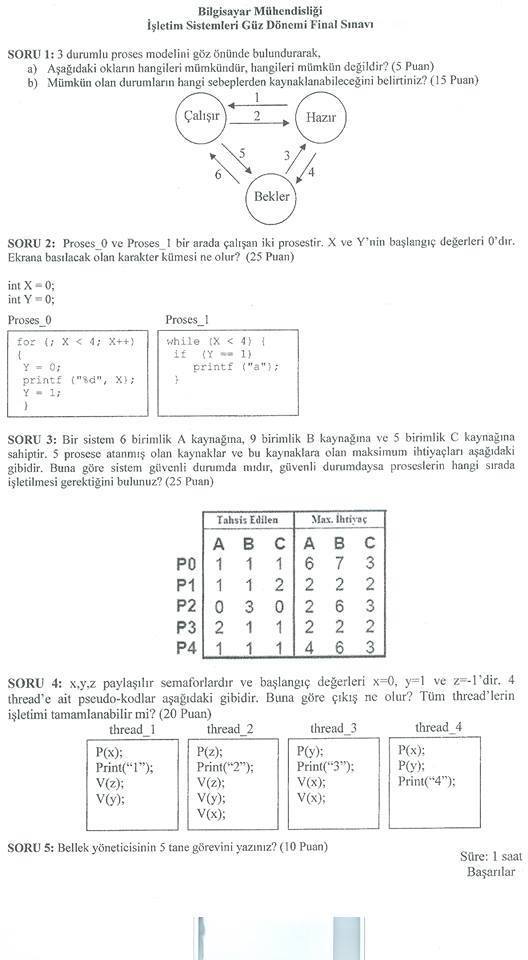 Bilgisayar Mühendisliği
İşletim Sistemleri Güz Dönemi Final Sınavı
SORU 1: 3 durumlu proses modelini göz önünde bulundurarak,
a) Aşağıdaki okların hangileri mümkündür, hangileri mümkün değildir? (5 Puan)
b) Mümkün olan durumların hangi sebeplerden kaynaklanabileceğini belirtiniz? (15 Puan)
1
Çalışır 2 Hazır
5 3
6 4
Bekler
SORU 2: Proses_0 ve Proses_1 bir arada çalışan iki prosestir. X ve Y'nin başlangıç değerleri 0'dır.
Ekrana basılacak olan karakter kümesi ne olur? (25 Puan)
int X = 0;
int Y = 0;
Proses_0
for (; X < 4; X++)
{
Y = 0;
printf ("%d", X);
Y = 1;
}
Proses_1
while (X < 4) {
if (Y == 1)
printf ("a");
}
SORU 3: Bir sistem 6 birimlik A kaynağına, 9 birimlik B kaynağına ve 5 birimlik C kaynağına
sahiptir. 5 prosese atanmış olan kaynaklar ve bu kaynaklara olan maksimum ihtiyaçları aşağıdaki
gibidir. Buna göre sistem güvenli durumda mıdır, güvenli durumdaysa proseslerin hangi sırada
işletilmesi gerektiğini bulunuz? (25 Puan)
Tahsis Edilen Max. İhtiyaç
A B C A B C
P0 1 1 1 6 7 3
P1 1 1 2 2 2 2
P2 0 3 0 2 6 3
P3 2 1 1 2 2 2
P4 1 1 1 4 6 3
SORU 4: x,y,z paylaşılır semaforlardır ve başlangıç değerleri x=0, y=1 ve z=-1'dir. 4
thread'e ait pseudo-kodlar aşağıdaki gibidir. Buna göre çıkış ne olur? Tüm thread'lerin
işletimi tamamlanabilir mi? (20 Puan)
thread_1
P(x);
Print("1");
V(z);
V(y);
thread_2
P(z);
Print("2");
V(z);
V(y);
V(x);
thread_3
P(y);
Print("3");
V(x);
V(x);
thread_4
P(x);
P(y);
Print("4");
SORU 5: Bellek yöneticisinin 5 tane görevini yazınız? (10 Puan)
Süre: 1 saat
Başarılar